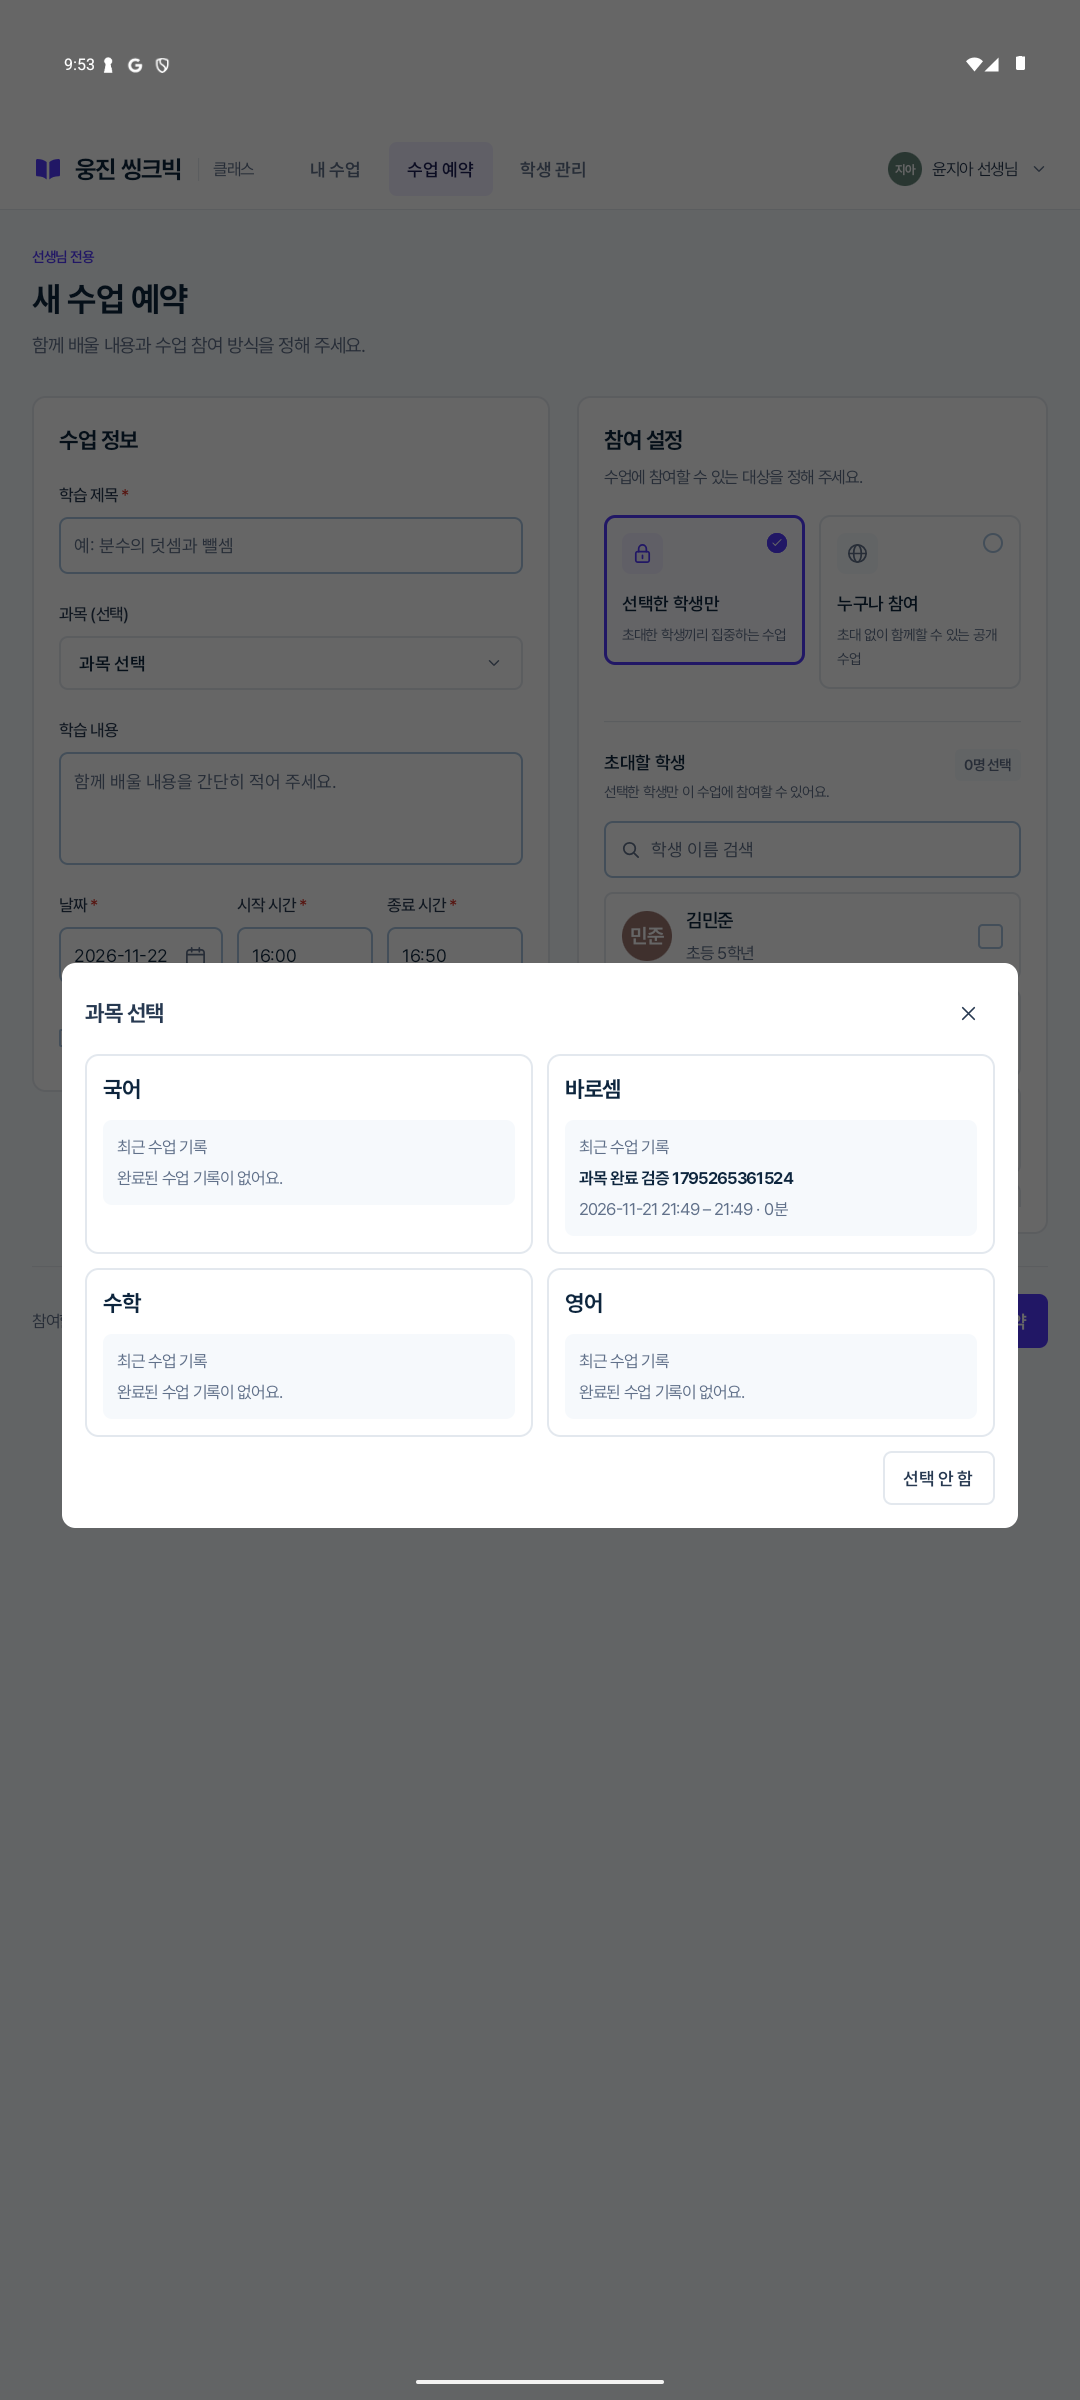 9:53
웅진 씽크빅
클래스
내 수업
수업 예약
학생 관리
지아
윤지아 선생님
선생님 전용
새 수업 예약
함께 배울 내용과 수업 참여 방식을 정해 주세요.
수업 정보
학습 제목 *
예: 분수의 덧셈과 뺄셈
과목 (선택)
과목 선택
학습 내용
함께 배울 내용을 간단히 적어 주세요.
날짜 *
시작 시간 *
종료 시간 *
2026-11-22
16:00
16:50
참여 설정
수업에 참여할 수 있는 대상을 정해 주세요.
선택한 학생만
초대한 학생끼리 집중하는 수업
누구나 참여
초대 없이 함께할 수 있는 공개
수업
초대할 학생
0명 선택
선택한 학생만 이 수업에 참여할 수 있어요.
학생 이름 검색
민준
김민준
초등 5학년
과목 선택
국어
최근 수업 기록
완료된 수업 기록이 없어요.
바로셈
최근 수업 기록
과목 완료 검증 1795265361524
2026-11-21 21:49 – 21:49 · 0분
수학
최근 수업 기록
완료된 수업 기록이 없어요.
영어
최근 수업 기록
완료된 수업 기록이 없어요.
선택 안 함